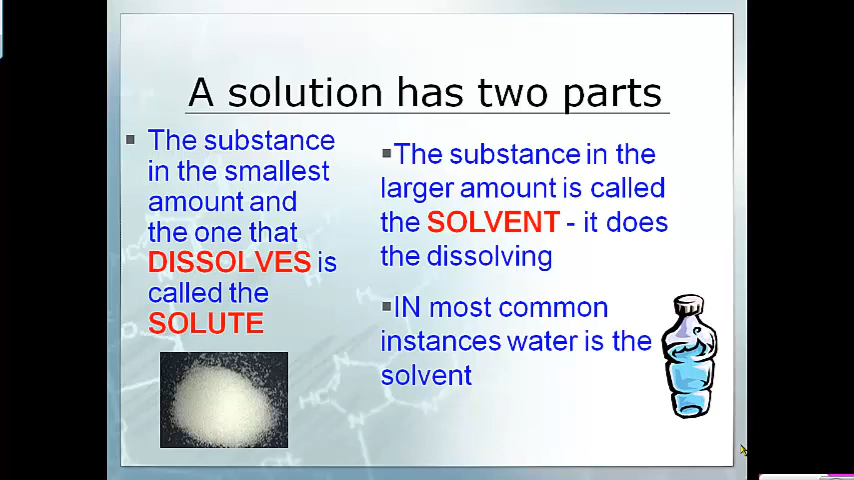 A solution has two parts
▪ The substance
in the smallest
amount and
the one that
DISSOLVES is
called the
SOLUTE
▪The substance in the
larger amount is called
the SOLVENT - it does
the dissolving
▪IN most common
instances water is the
solvent